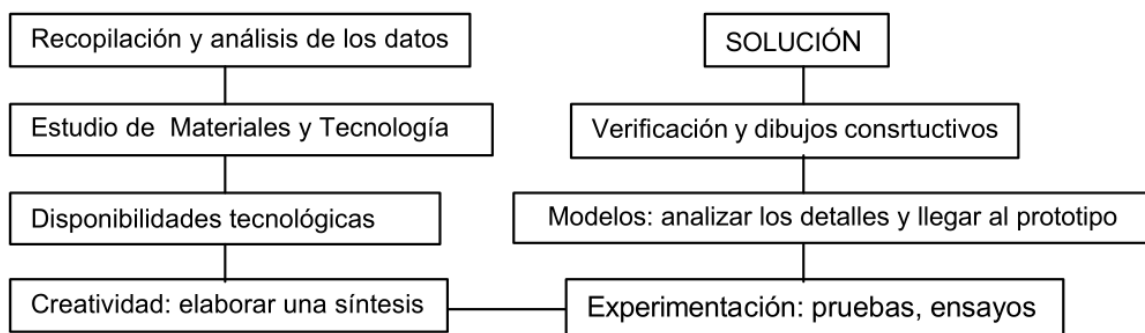 Recopilación y análisis de los datos
Estudio de Materiales y Tecnología
Disponibilidades tecnológicas
Creatividad: elaborar una síntesis
SOLUCIÓN
Verificación y dibujos consrtuctivos
Modelos: analizar los detalles y llegar al prototipo
Experimentación: pruebas, ensayos